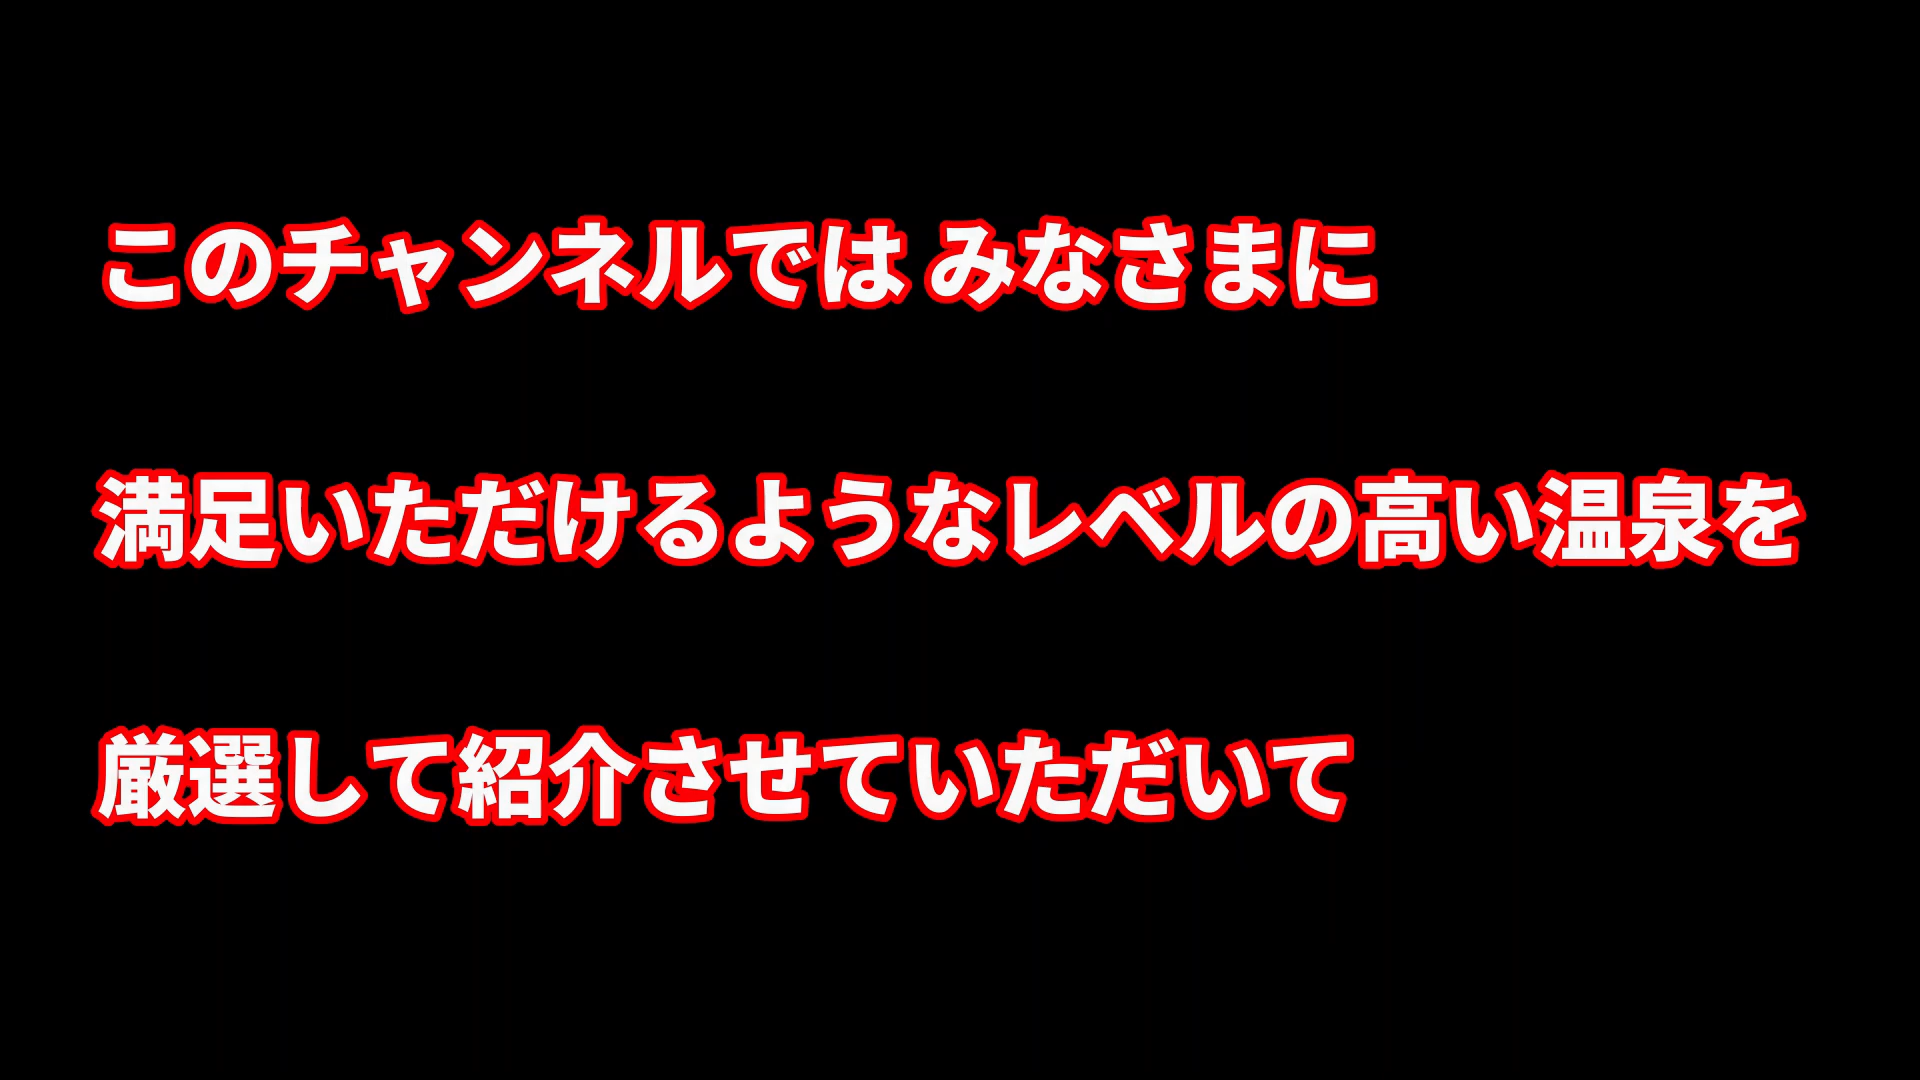 このチャンネルでは みなさまに
満足いただけるようなレベルの高い温泉を
厳選して紹介させていただいて